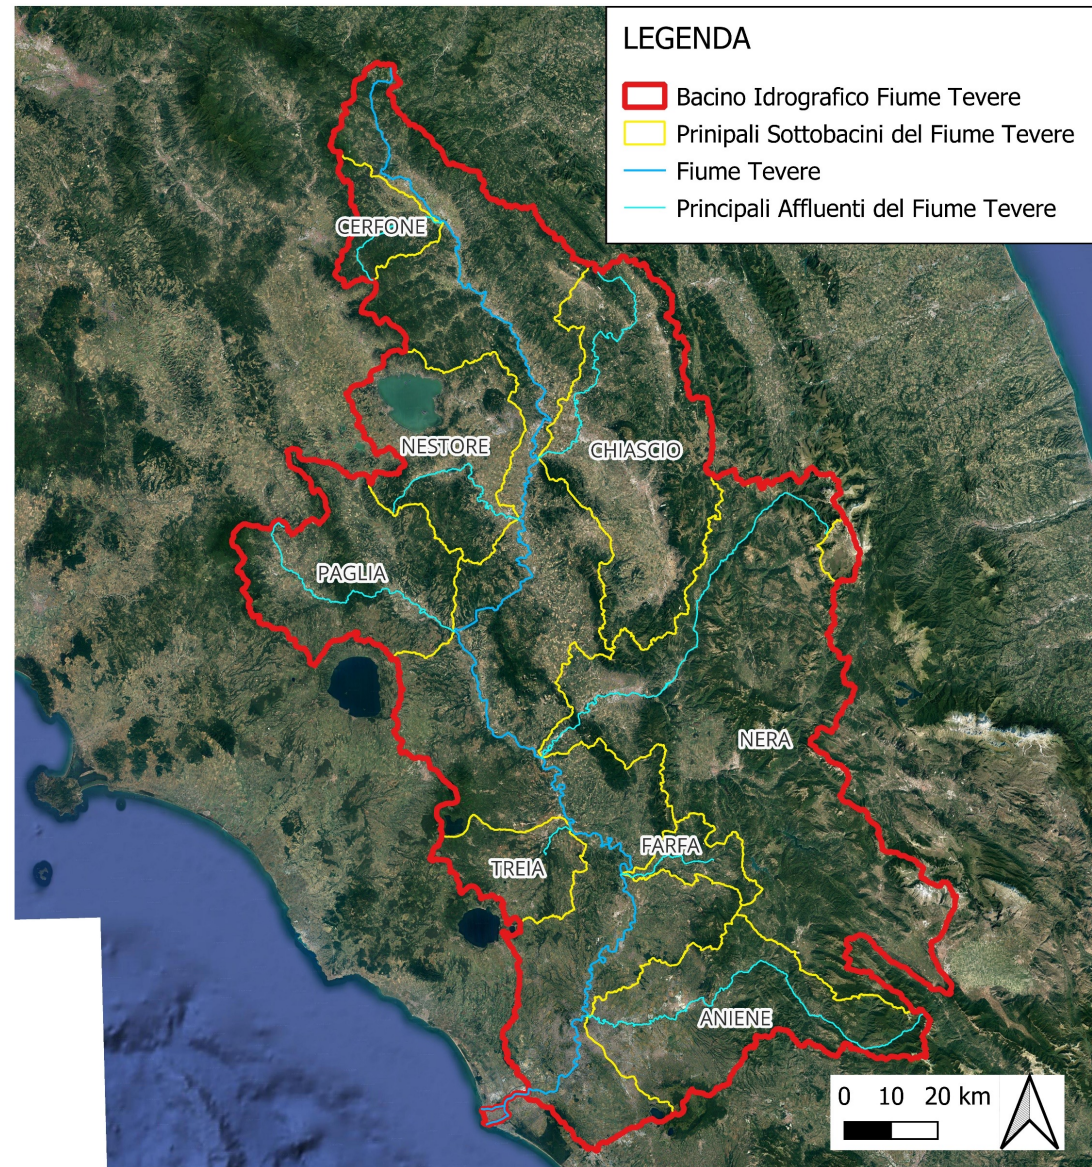 LEGENDA
Bacino Idrografico Fiume Tevere
Prinipali Sottobacini del Fiume Tevere
Fiume Tevere
Principali Affluenti del Fiume Tevere
CERFONE
NESTORE
CHIASCIO
PAGLIA
NERA
FARFA
TREIA
ANIENE
0 10 20 km